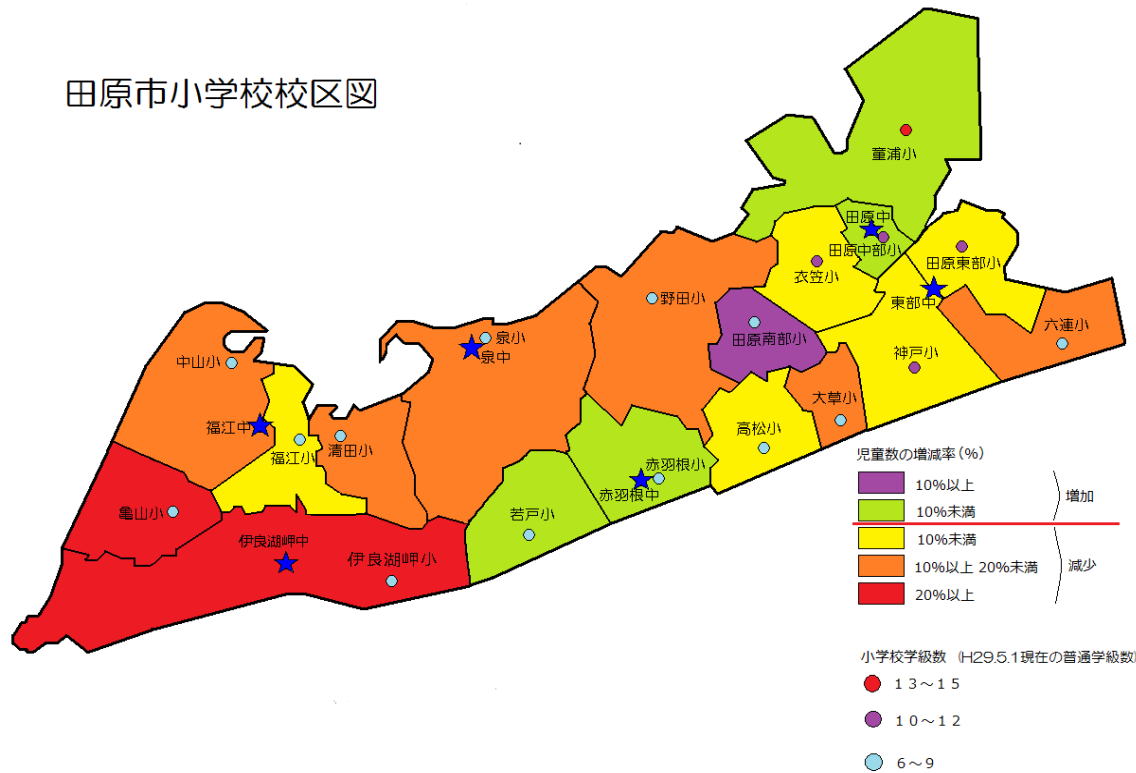 田原市小学校校区図
童浦小
田原中
田原中部小
田原東部小
衣笠小
東部中
野田小
六連小
田原南部小
泉小
泉中
中山小
神戸小
大草小
福江中
福江小
清田小
高松小
赤羽根小
赤羽根中
亀山小
若戸小
伊良湖岬中
伊良湖岬小
児童数の増減率(%)
10%以上
10%未満
増加
10%未満
10%以上 20%未満
減少
20%以上
小学校学級数 (H29.5.1現在の普通学級数)
13~15
10~12
6~9